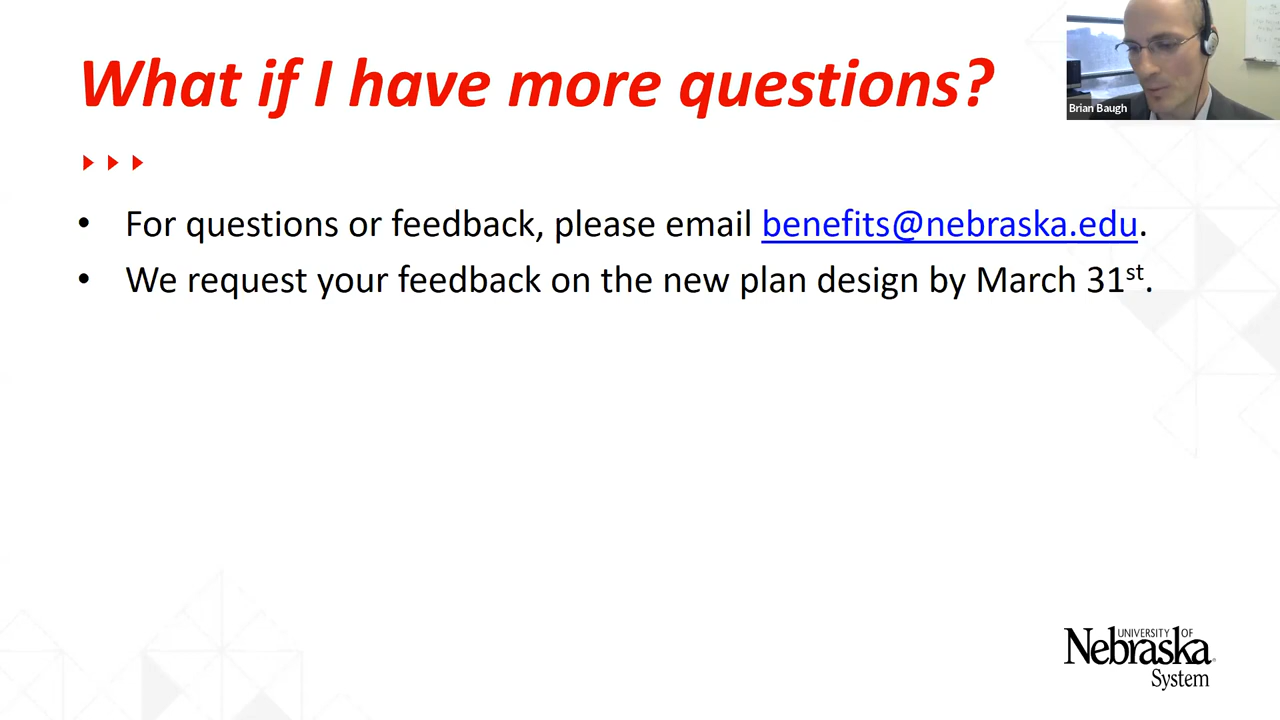 What if I have more questions?
Brian Baugh
• For questions or feedback, please email benefits@nebraska.edu.
• We request your feedback on the new plan design by March 31st.
UNIVERSITY OF
Nebraska
System